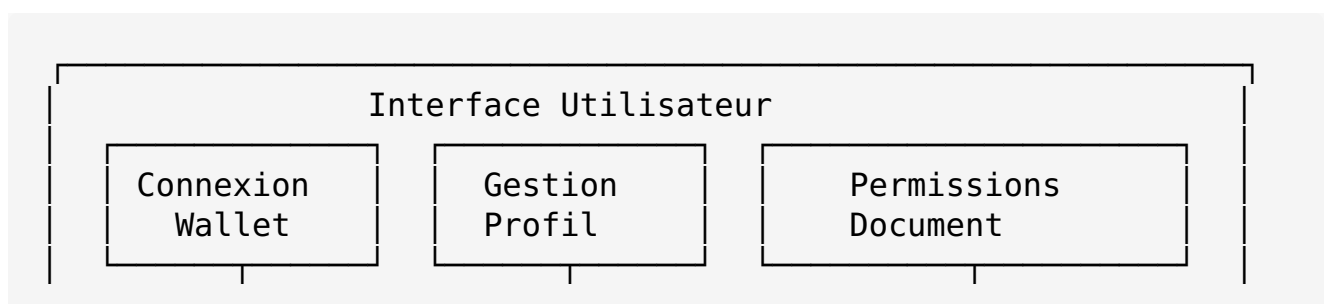 Interface Utilisateur
Connexion Gestion Permissions
Wallet Profil Document